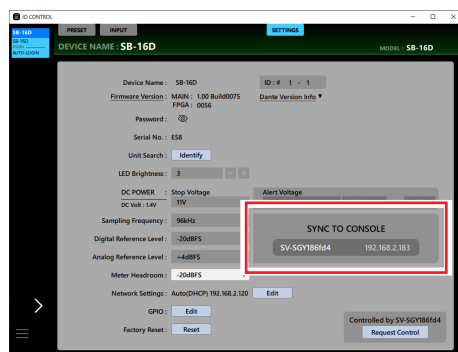 IO CONTROL
SB-16D
SB-16D
LOGIN
AUTO-LOGIN
PRESET INPUT SETTINGS
DEVICE NAME : SB-16D MODEL : SB-16D
Device Name : SB-16D ID : # 1 - 1
Firmware Version : MAIN : 1.00 Build0075 Dante Version Info ▼
FPGA : 0056
Password :
Serial No. : ES8
Unit Search : Identify
LED Brightness : 3 − +
DC POWER : Stop Voltage Alert Voltage
DC Volt : 1.4V 11V
Sampling Frequency : 96kHz
Digital Reference Level : -20dBFS
Analog Reference Level : +4dBFS
Meter Headroom : -20dBFS
SYNC TO CONSOLE
SV-SGY186fd4 192.168.2.183
Network Settings : Auto(DHCP) 192.168.2.120 Edit
GPIO : Edit
Factory Reset : Reset
Controlled by SV-SGY186fd4
Request Control